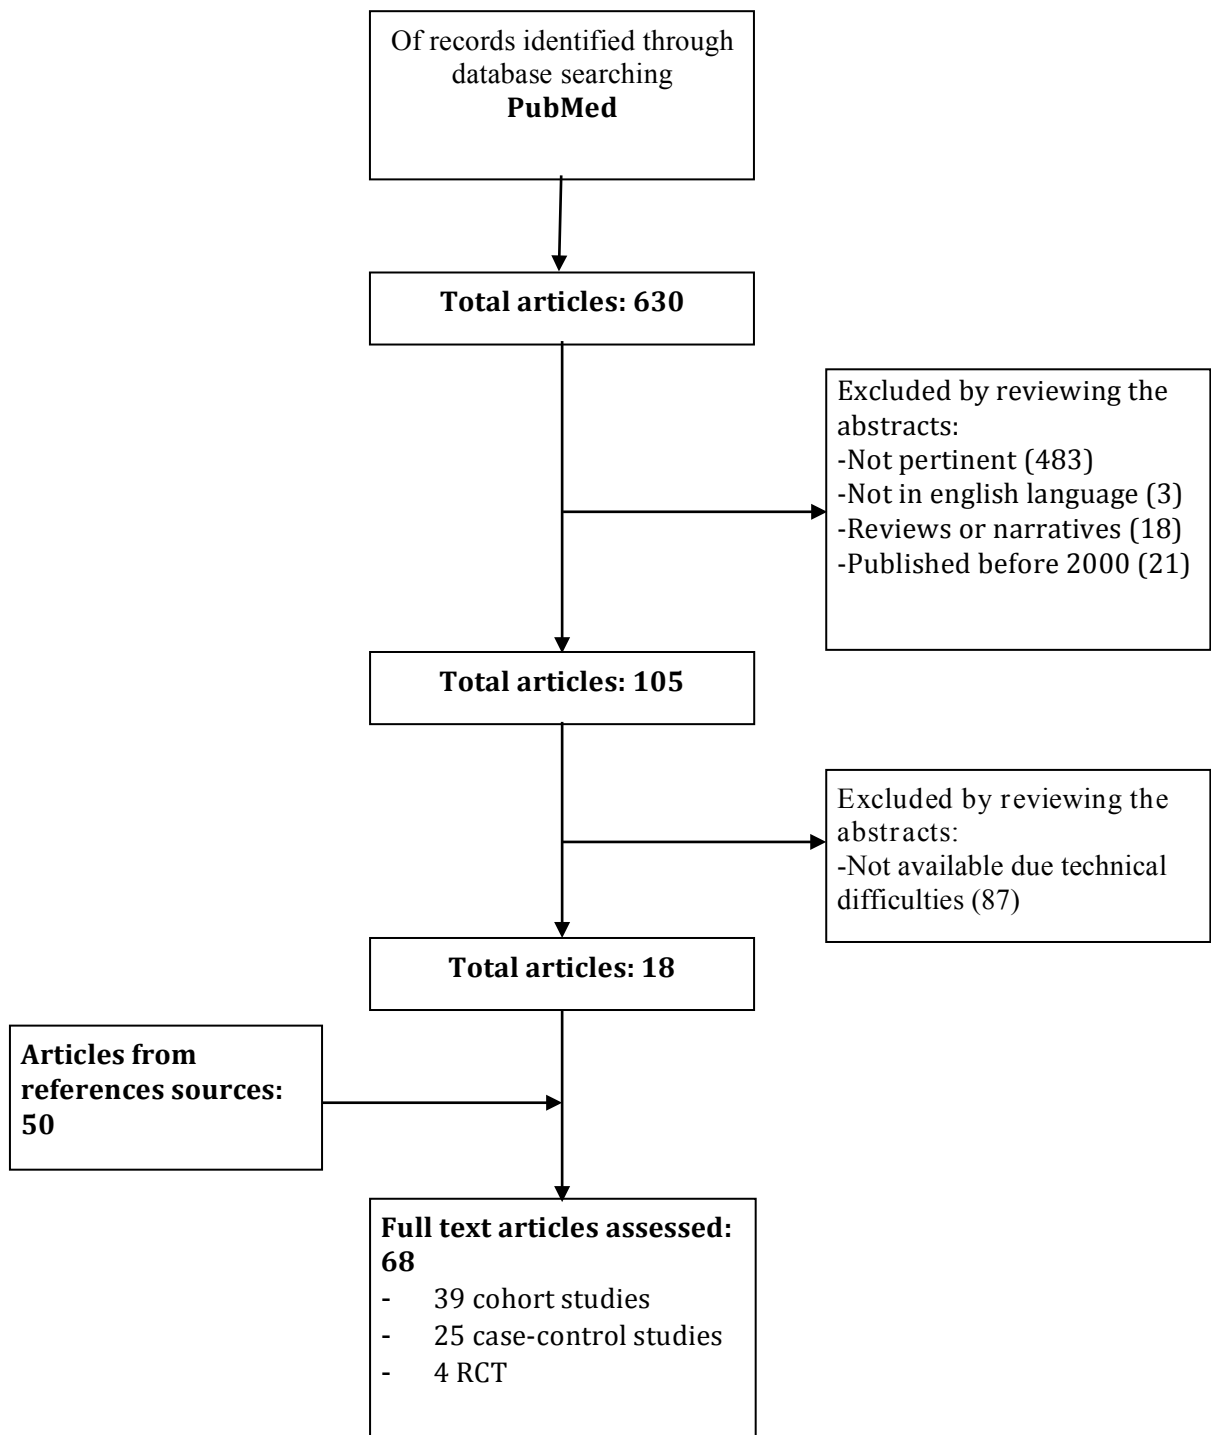 Of records identified through
database searching
PubMed
Total articles: 630
Excluded by reviewing the
abstracts:
-Not pertinent (483)
-Not in english language (3)
-Reviews or narratives (18)
-Published before 2000 (21)
Total articles: 105
Excluded by reviewing the
abstracts:
-Not available due technical
difficulties (87)
Total articles: 18
Articles from
references sources:
50
Full text articles assessed:
68
- 39 cohort studies
- 25 case-control studies
- 4 RCT